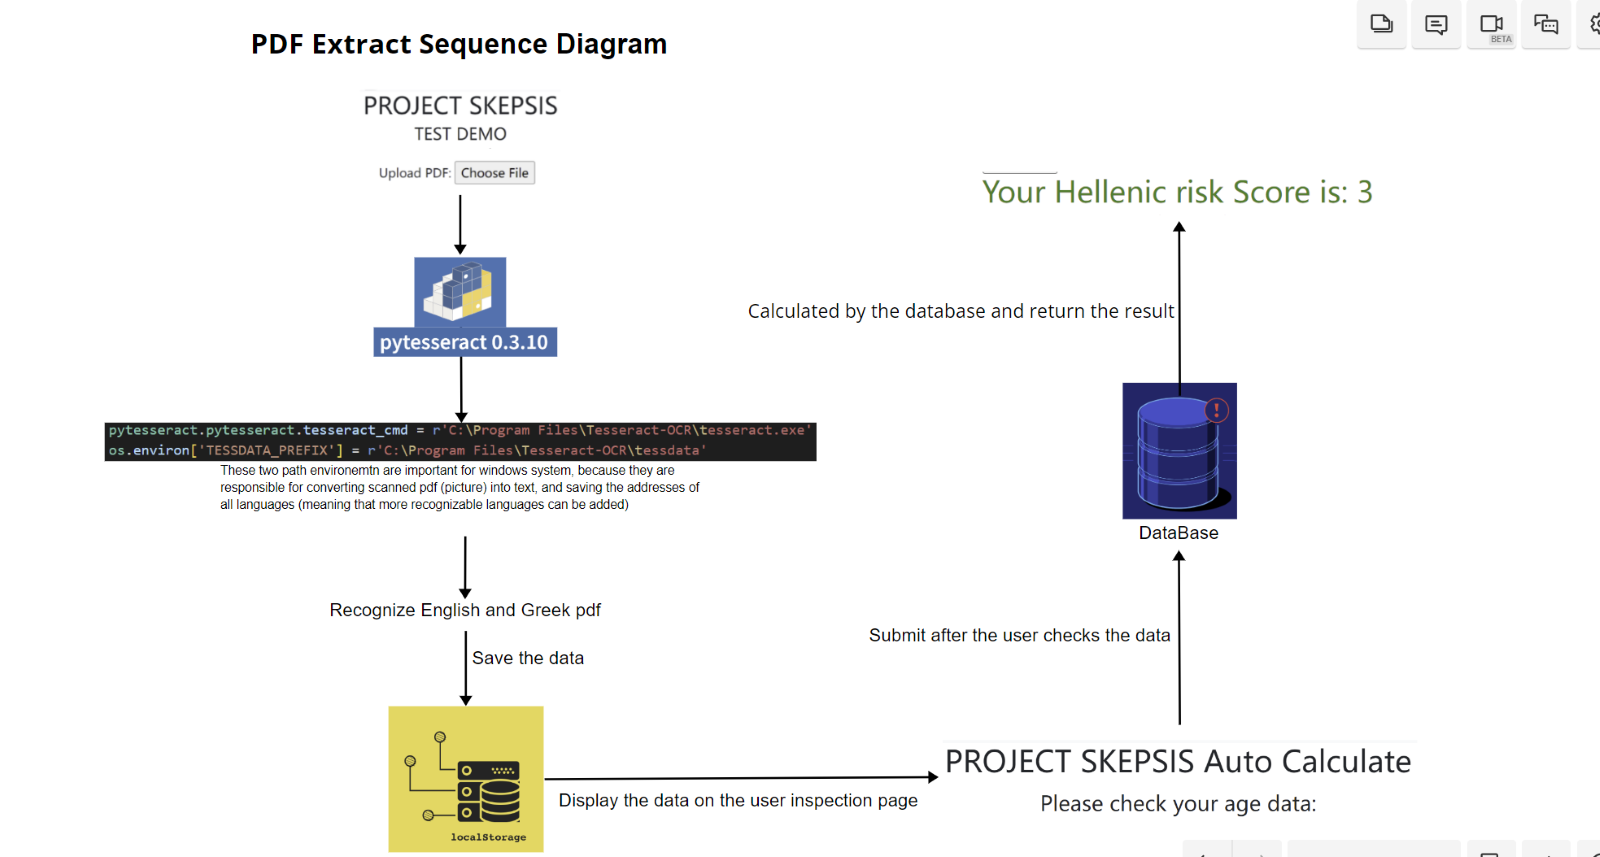 PDF Extract Sequence Diagram
BETA
PROJECT SKEPSIS
TEST DEMO
Upload PDF: Choose File
pytesseract 0.3.10
pytesseract.pytesseract.tesseract_cmd = r'C:\Program Files\Tesseract-OCR\tesseract.exe'
os.environ['TESSDATA_PREFIX'] = r'C:\Program Files\Tesseract-OCR\tessdata'
These two path environemtn are important for windows system, because they are
responsible for converting scanned pdf (picture) into text, and saving the addresses of
all languages (meaning that more recognizable languages can be added)
Recognize English and Greek pdf
Save the data
localStorage
Display the data on the user inspection page
PROJECT SKEPSIS Auto Calculate
Please check your age data:
Submit after the user checks the data
DataBase
Calculated by the database and return the result
Your Hellenic risk Score is: 3